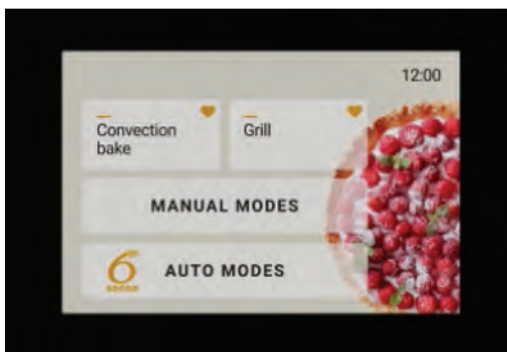 12:00
Convection
bake
Grill
MANUAL MODES
6
AUTO MODES